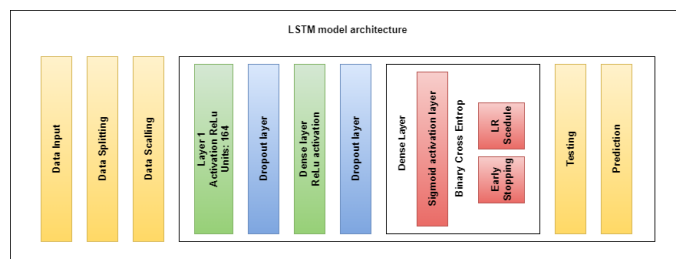 LSTM model architecture
Data Input
Data Splitting
Data Scalling
Layer 1
Activation ReLu
Units: 164
Dropout layer
Dense layer
ReLu activation
Dropout layer
Dense Layer
Sigmoid activation layer
Binary Cross Entrop
LR
Scedule
Early
Stopping
Testing
Prediction